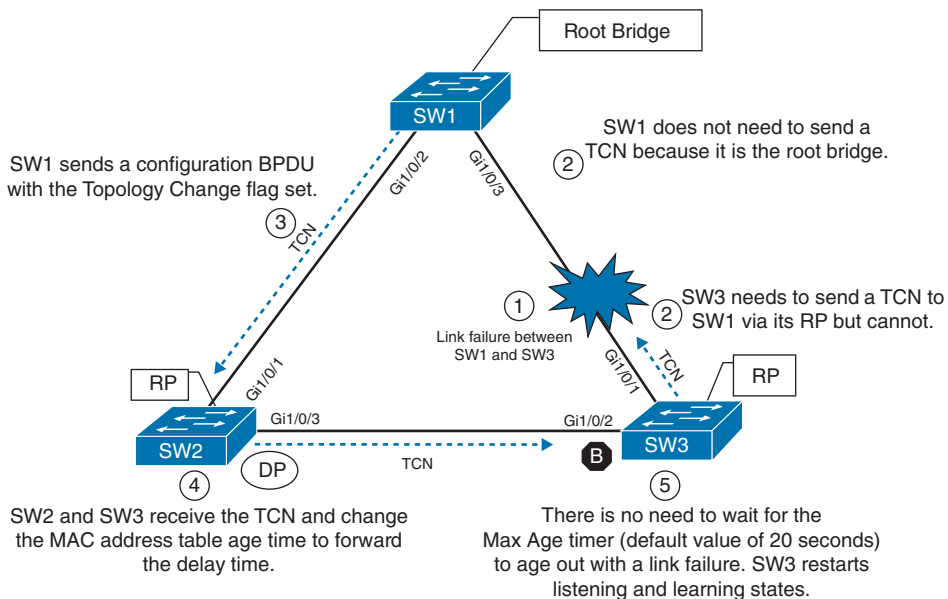 Root Bridge
SW1
SW1 does not need to send a
TCN because it is the root bridge.
2
SW1 sends a configuration BPDU
with the Topology Change flag set.
3
TCN
Gi1/0/2
Gi1/0/3
1
Link failure between
SW1 and SW3
2
SW3 needs to send a TCN to
SW1 via its RP but cannot.
TCN
Gi1/0/1
RP
RP
Gi1/0/1
Gi1/0/3
Gi1/0/2
SW2
SW3
DP
TCN
B
4
SW2 and SW3 receive the TCN and change
the MAC address table age time to forward
the delay time.
5
There is no need to wait for the
Max Age timer (default value of 20 seconds)
to age out with a link failure. SW3 restarts
listening and learning states.